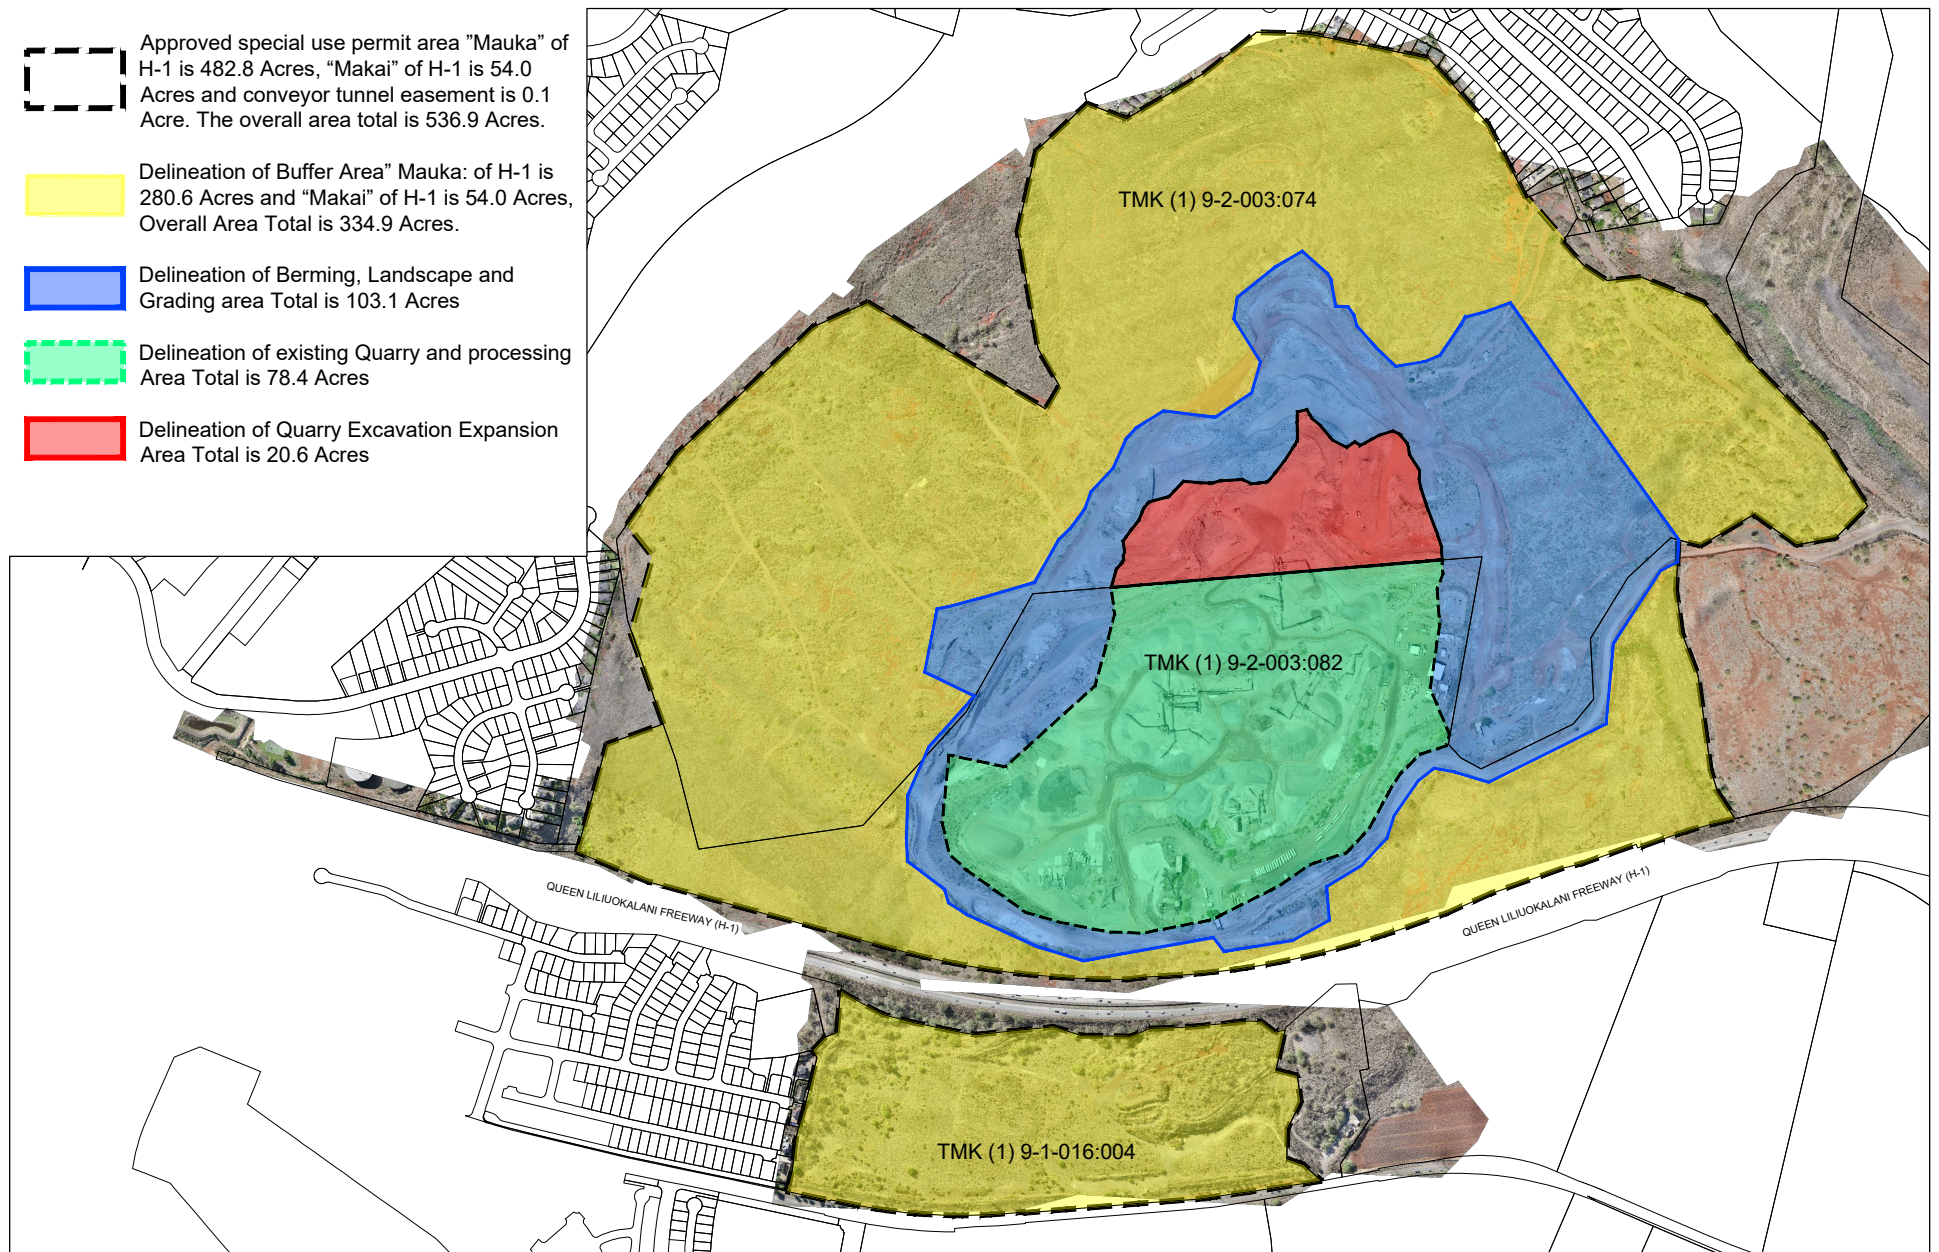 Approved special use permit area ”Mauka” of
H-1 is 482.8 Acres, “Makai” of H-1 is 54.0
Acres and conveyor tunnel easement is 0.1
Acre. The overall area total is 536.9 Acres.
Delineation of Buffer Area” Mauka: of H-1 is
280.6 Acres and “Makai” of H-1 is 54.0 Acres,
Overall Area Total is 334.9 Acres.
Delineation of Berming, Landscape and
Grading area Total is 103.1 Acres
Delineation of existing Quarry and processing
Area Total is 78.4 Acres
Delineation of Quarry Excavation Expansion
Area Total is 20.6 Acres
TMK (1) 9-2-003:074
TMK (1) 9-2-003:082
QUEEN LILIUOKALANI FREEWAY (H-1)
QUEEN LILIUOKALANI FREEWAY (H-1)
TMK (1) 9-1-016:004